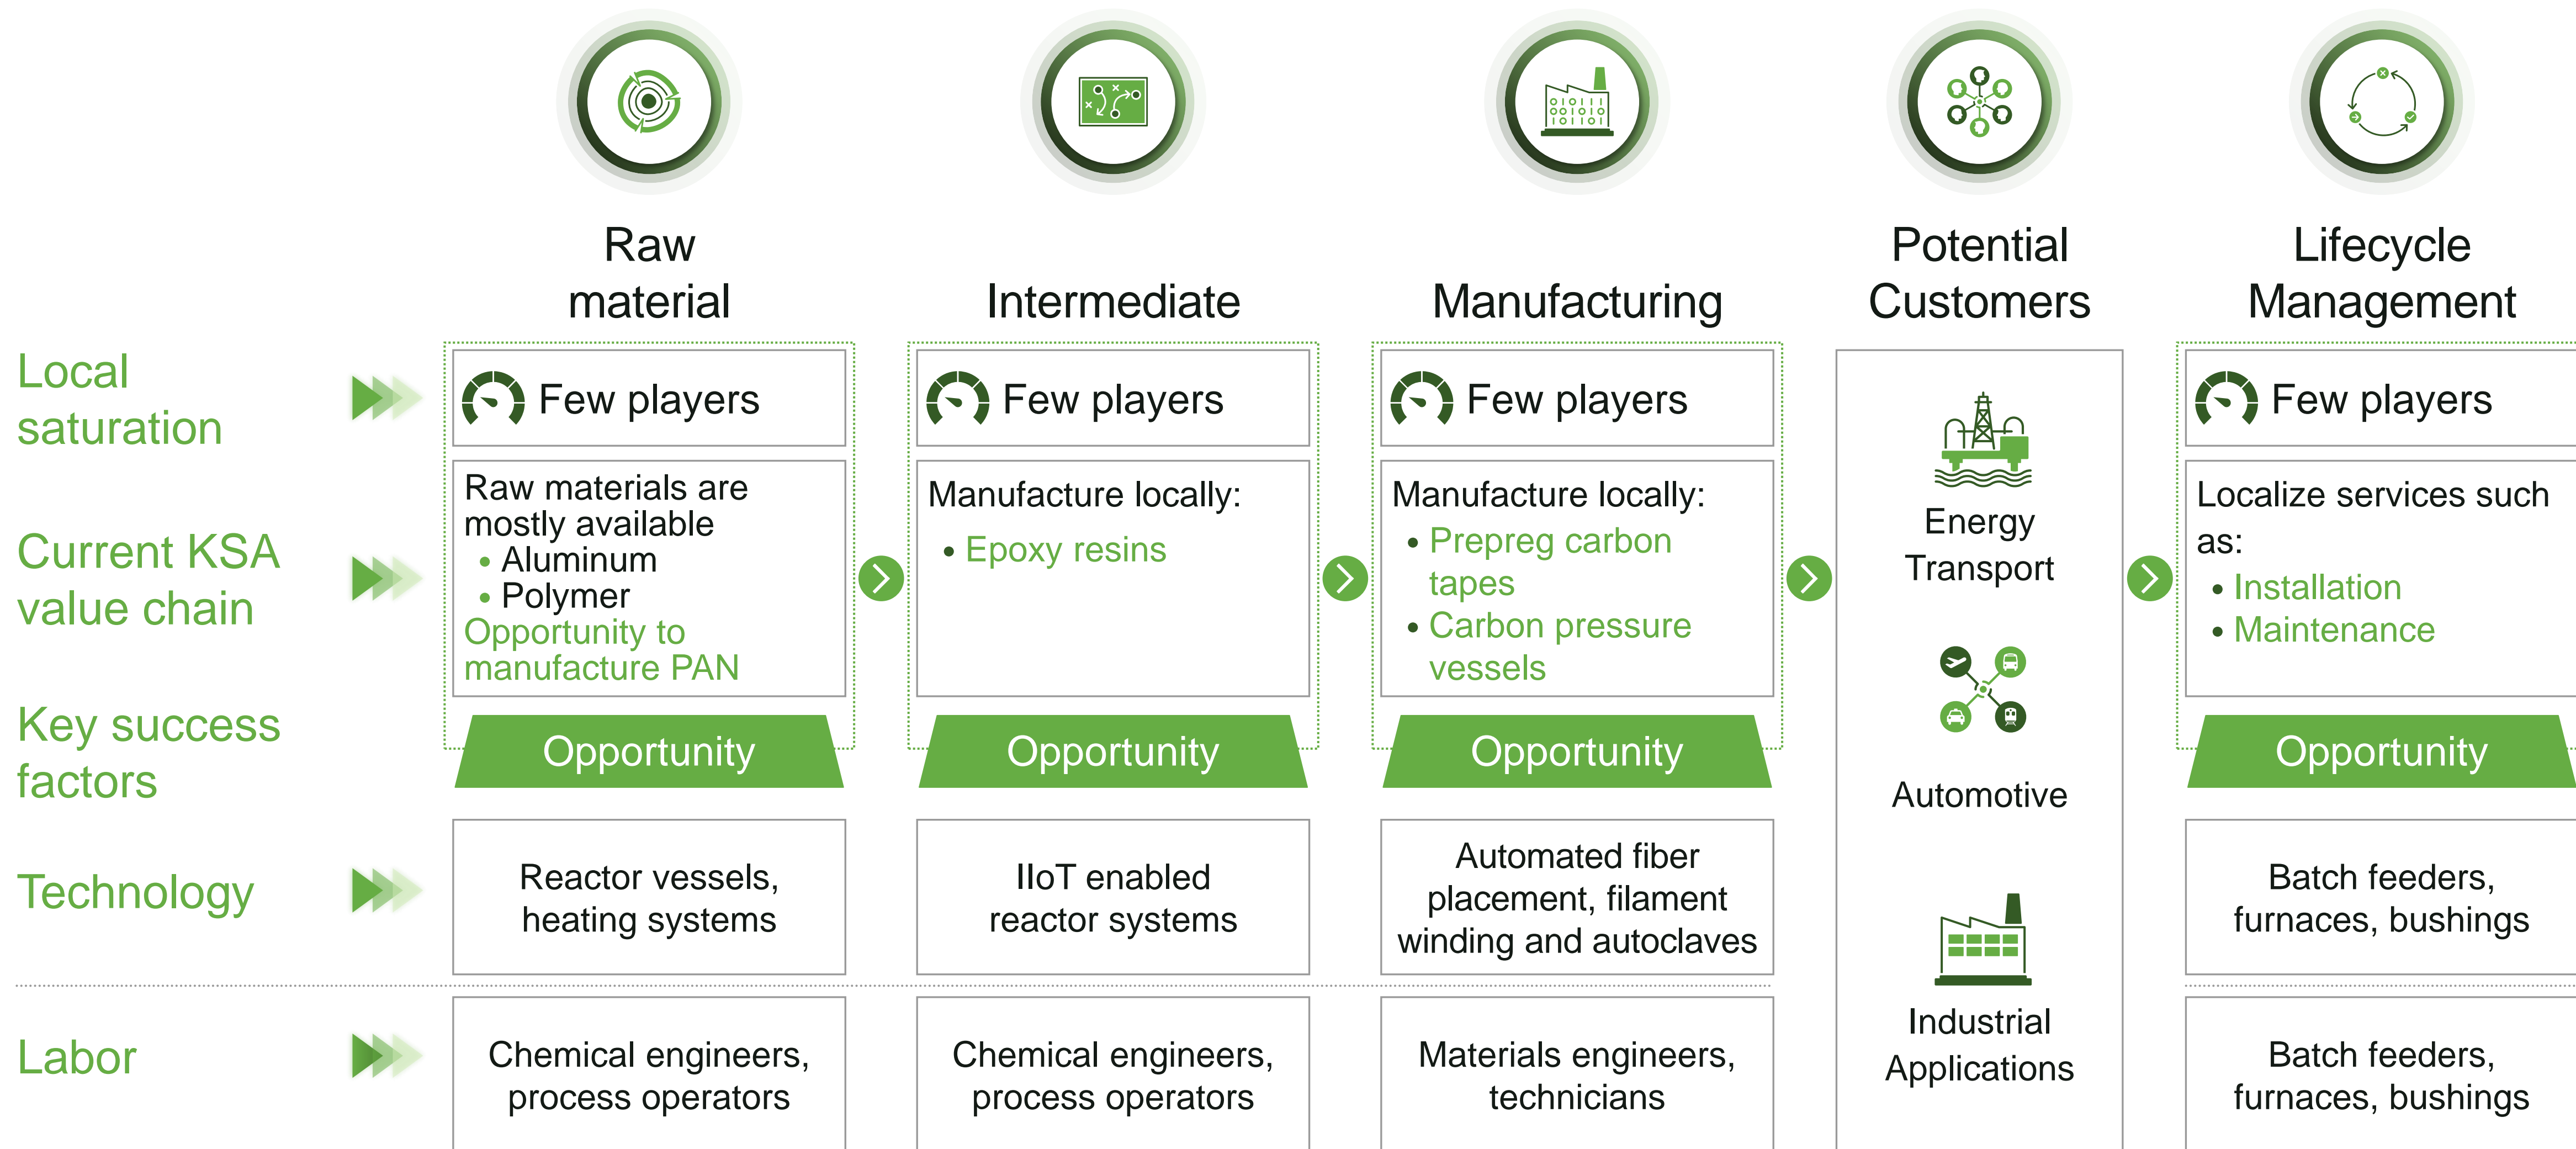 Raw
material
Intermediate
Manufacturing
Potential
Customers
Lifecycle
Management
Local
saturation
Few players
Few players
Few players
Few players
Current KSA
value chain
Raw materials are
mostly available
• Aluminum
• Polymer
Opportunity to
manufacture PAN
Manufacture locally:
• Epoxy resins
Manufacture locally:
• Prepreg carbon
tapes
• Carbon pressure
vessels
Energy
Transport
Automotive
Industrial
Applications
Localize services such
as:
• Installation
• Maintenance
Key success
factors
Opportunity
Opportunity
Opportunity
Opportunity
Technology
Reactor vessels,
heating systems
IIoT enabled
reactor systems
Automated fiber
placement, filament
winding and autoclaves
Batch feeders,
furnaces, bushings
Labor
Chemical engineers,
process operators
Chemical engineers,
process operators
Materials engineers,
technicians
Batch feeders,
furnaces, bushings